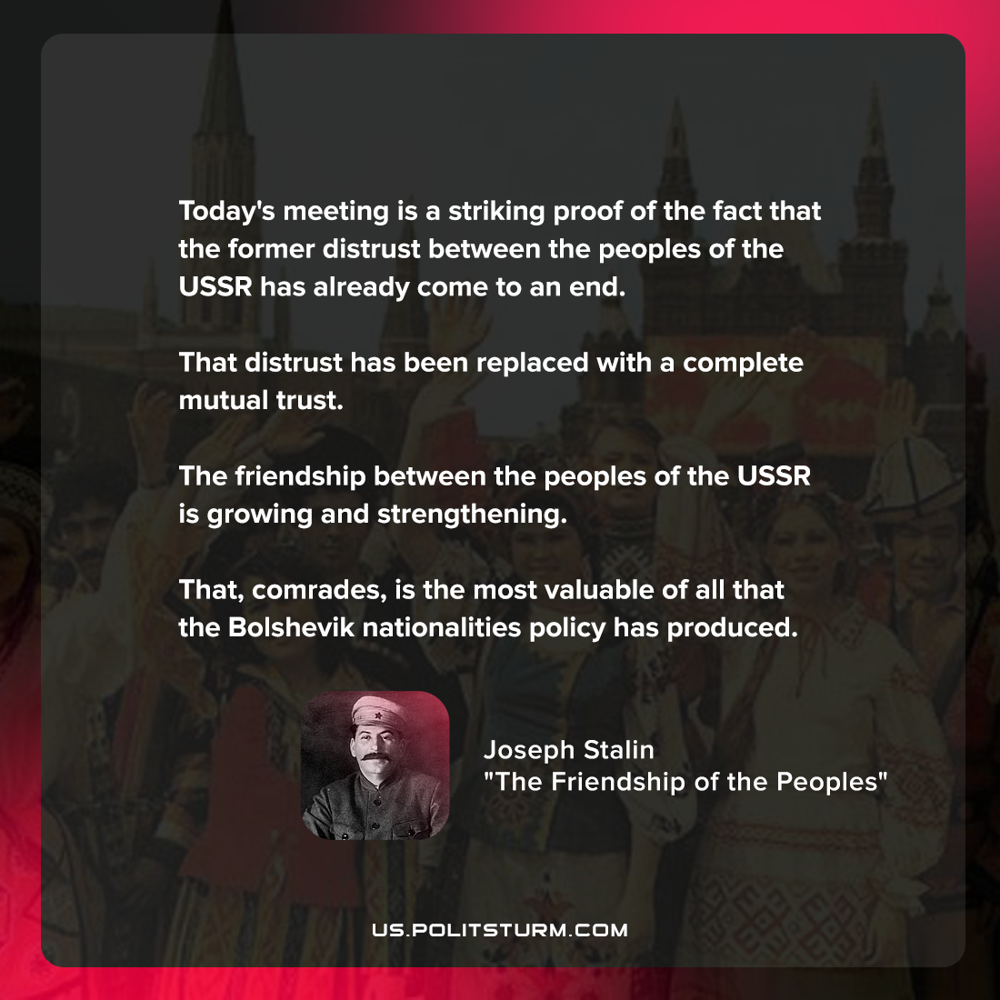 Today's meeting is a striking proof of the fact that
the former distrust between the peoples of the
USSR has already come to an end.
That distrust has been replaced with a complete
mutual trust.
The friendship between the peoples of the USSR
is growing and strengthening.
That, comrades, is the most valuable of all that
the Bolshevik nationalities policy has produced.
Joseph Stalin
"The Friendship of the Peoples"
US.POLITSTURM.COM